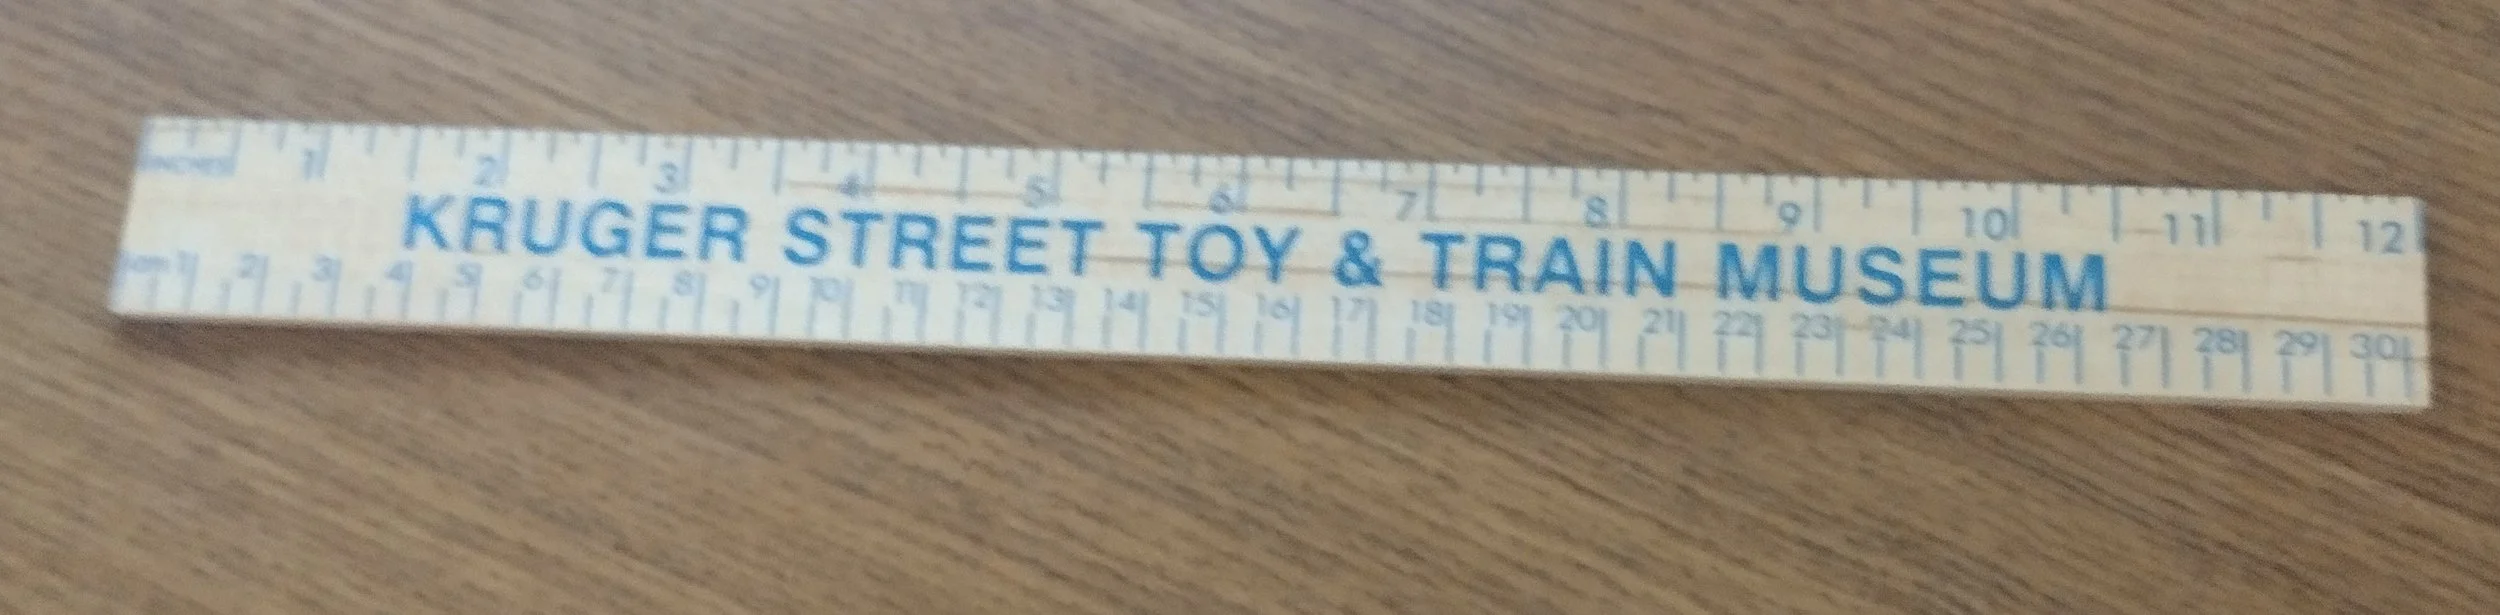 INCHES 1 2 3 4 5 6 7 8 9 10 11 12
KRUGER STREET TOY & TRAIN MUSEUM
cm 1 2 3 4 5 6 7 8 9 10 11 12 13 14 15 16 17 18 19 20 21 22 23 24 25 26 27 28 29 30